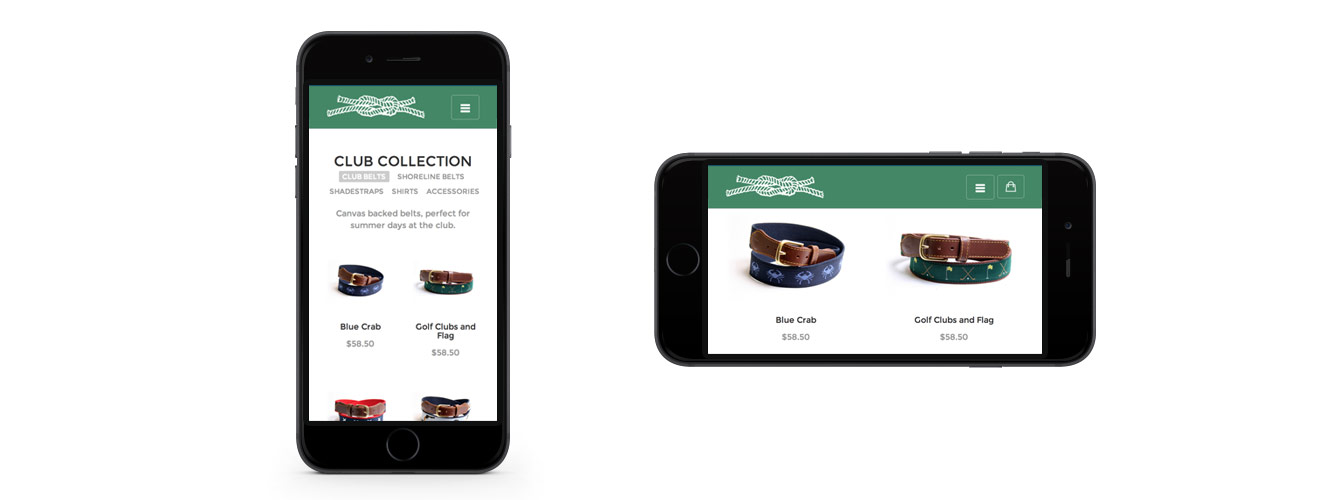 CLUB COLLECTION
CLUB BELTS SHORELINE BELTS
SHADESTRAPS SHIRTS ACCESSORIES
Canvas backed belts, perfect for
summer days at the club.
Blue Crab
$58.50
Golf Clubs and
Flag
$58.50
Blue Crab
$58.50
Golf Clubs and Flag
$58.50